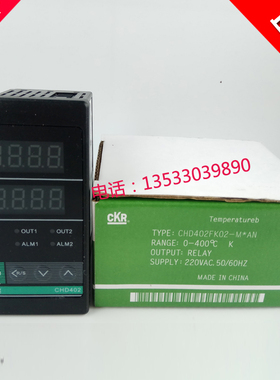 电话: 13533039890
CKR
Temperatureb
TYPE: CHD402FK02-M*AN
RANGE: 0-400℃ K
OUTPUT: RELAY
SUPPLY: 220VAC. 50/60HZ
MADE IN CHINA
OUT1 OUT2
ALM1 ALM2
A/S
CHD402